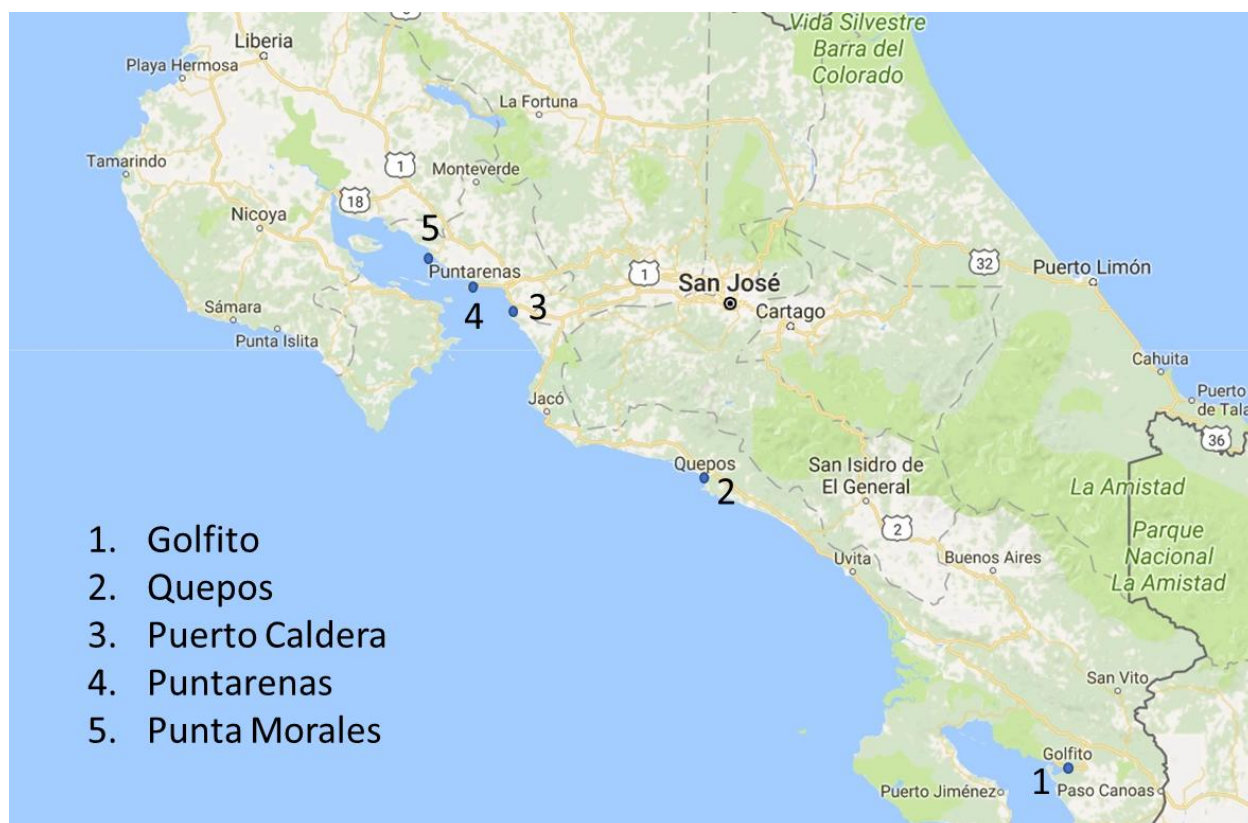 Vida Silvestre
Barra del
Colorado
Liberia
Playa Hermosa
La Fortuna
Tamarindo
1
Monteverde
18
Nicoya
5
Puntarenas
1
32
Puerto Limón
San José
3
4
Cartago
Sámara
Punta Islita
Cahuita
Puerto
de Tala
Jacó
36
Quepos
2
San Isidro de
El General
La Amistad
2
Parque
Nacional
La Amistad
Uvita
Buenos Aires
San Vito
Golfito
1
Puerto Jiménez
Paso Canoas
1. Golfito
2. Quepos
3. Puerto Caldera
4. Puntarenas
5. Punta Morales